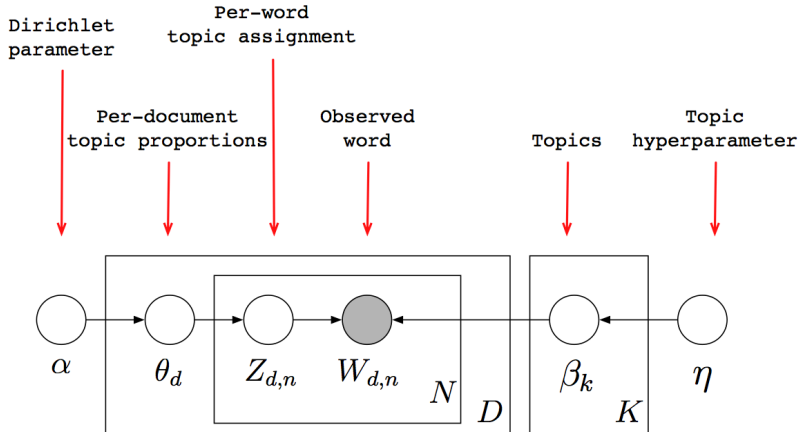 Dirichlet
parameter
Per-word
topic assignment
Per-document
topic proportions
Observed
word
Topics
Topic
hyperparameter
α
θd
Zd,n
Wd,n
N
D
βk
K
η